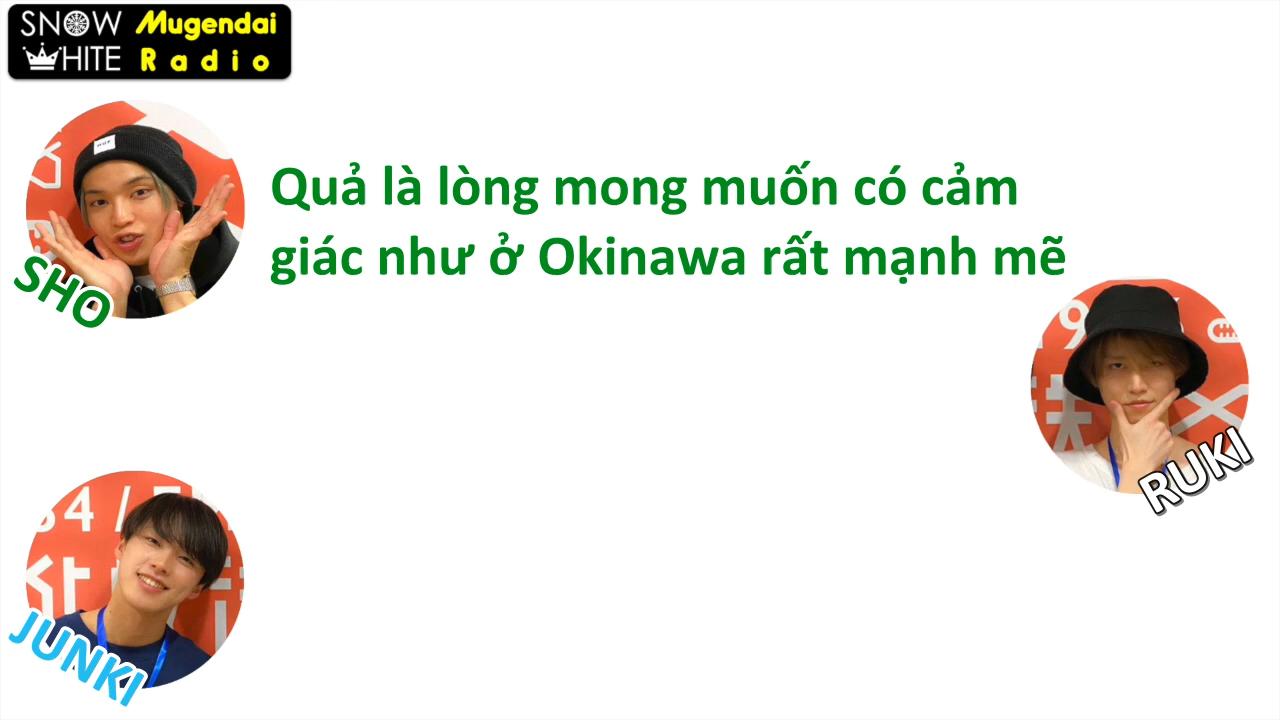 SNOW WHITE
Mugendai
Radio
Quả là lòng mong muốn có cảm
giác như ở Okinawa rất mạnh mẽ
SHO
RUKI
JUNKI